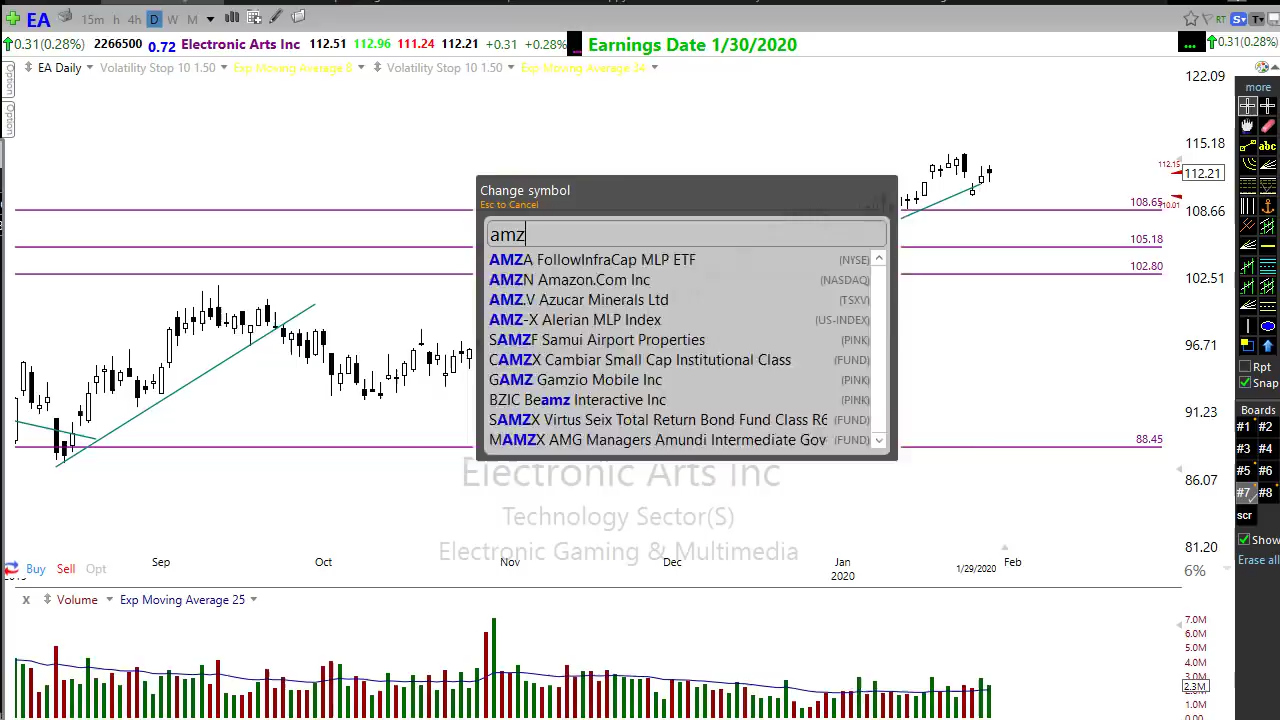 EA 15m h 4h D W M RT S T
0.31(0.28%) 2266500 0.72 Electronic Arts Inc 112.51 112.96 111.24 112.21 +0.31 +0.28% Earnings Date 1/30/2020 ... 0.31(0.28%)
EA Daily Volatility Stop 10 1.50 Exp Moving Average 8 Volatility Stop 10 1.50 Exp Moving Average 34
Option
Option
more
abc
122.09
115.18
112.15
112.21
108.65
108.66
105.18
102.80
102.51
96.71
91.23
88.45
86.07
81.20
6%
Change symbol
Esc to Cancel
amz
AMZA FollowInfraCap MLP ETF (NYSE)
AMZN Amazon.Com Inc (NASDAQ)
AMZ.V Azucar Minerals Ltd (TSXV)
AMZ-X Alerian MLP Index (US-INDEX)
SAMZF Samui Airport Properties (PINK)
CAMZX Cambiar Small Cap Institutional Class (FUND)
GAMZ Gamzio Mobile Inc (PINK)
BZIC Beamz Interactive Inc (PINK)
SAMZX Virtus Seix Total Return Bond Fund Class R6 (FUND)
MAMZX AMG Managers Amundi Intermediate Gov (FUND)
Electronic Arts Inc
Technology Sector(S)
Electronic Gaming & Multimedia
Rpt
Snap
Boards
#1 #2
#3 #4
#5 #6
#7 #8
scr
Show
Erase all
Sep Oct Nov Dec Jan 1/29/2020 Feb
2020
Buy Sell Opt
x Volume Exp Moving Average 25
7.0M
6.0M
5.0M
4.0M
3.0M
2.3M
1.0M
0.00